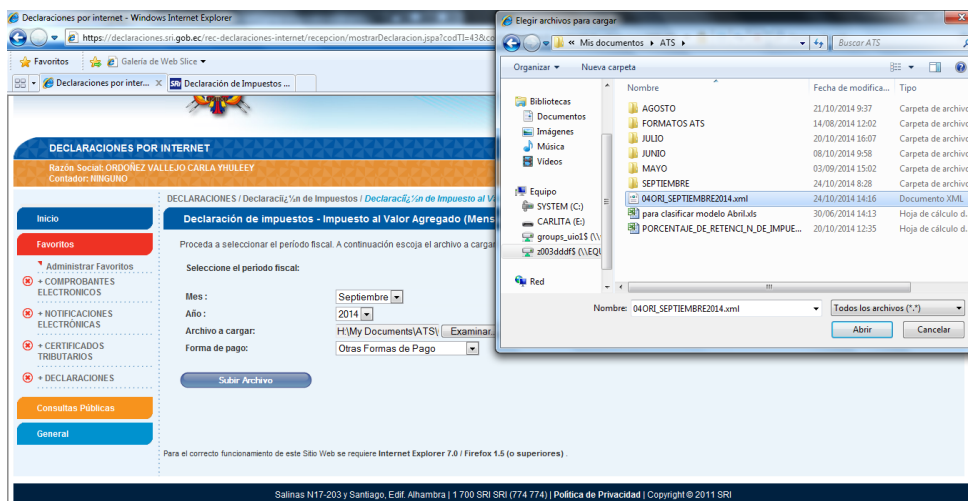 Declaraciones por internet - Windows Internet Explorer
https://declaraciones.sri.gob.ec/rec-declaraciones-internet/recepcion/mostrarDeclaracion.jspa?codTI=43&co
Favoritos
Galería de Web Slice
Declaraciones por inter...
SRI Declaración de Impuestos ...
SRi
DECLARACIONES POR INTERNET
Razón Social: ORDOÑEZ VALLEJO CARLA YHULEEY
Contador: NINGUNO
DECLARACIONES / Declaraciï¿½n de Impuestos / Declaraciï¿½n de Impuesto al V
Inicio
Favoritos
Administrar Favoritos
+ COMPROBANTES
ELECTRONICOS
+ NOTIFICACIONES
ELECTRÓNICAS
+ CERTIFICADOS
TRIBUTARIOS
+ DECLARACIONES
Consultas Públicas
General
Declaración de impuestos - Impuesto al Valor Agregado (Mens
Proceda a seleccionar el período fiscal. A continuación escoja el archivo a cargar
Seleccione el periodo fiscal:
Mes : Septiembre
Año : 2014
Archivo a cargar: H:\My Documents\ATS\ Examinar...
Forma de pago: Otras Formas de Pago
Subir Archivo
Para el correcto funcionamiento de este Sitio Web se requiere Internet Explorer 7.0 / Firefox 1.5 (o superiores) .
Salinas N17-203 y Santiago, Edif. Alhambra | 1 700 SRI SRI (774 774) | Política de Privacidad | Copyright © 2011 SRI
Elegir archivos para cargar
« Mis documentos ▸ ATS ▸
Buscar ATS
Organizar
Nueva carpeta
Bibliotecas
Documentos
Imágenes
Música
Vídeos
Equipo
SYSTEM (C:)
CARLITA (E:)
groups_uio1$ (\\
z003dddf$ (\\EQU
Red
Nombre Fecha de modifica... Tipo
AGOSTO 21/10/2014 9:37 Carpeta de archivo
FORMATOS ATS 14/08/2014 12:02 Carpeta de archivo
JULIO 20/10/2014 16:07 Carpeta de archivo
JUNIO 08/10/2014 9:58 Carpeta de archivo
MAYO 03/09/2014 15:02 Carpeta de archivo
SEPTIEMBRE 24/10/2014 8:28 Carpeta de archivo
04ORI_SEPTIEMBRE2014.xml 24/10/2014 14:16 Documento XML
para clasificar modelo Abril.xls 30/06/2014 14:13 Hoja de cálculo d...
PORCENTAJE_DE_RETENCI_N_DE_IMPUE... 20/10/2014 12:35 Hoja de cálculo d...
Nombre: 04ORI_SEPTIEMBRE2014.xml
Todos los archivos (*.*)
Abrir
Cancelar